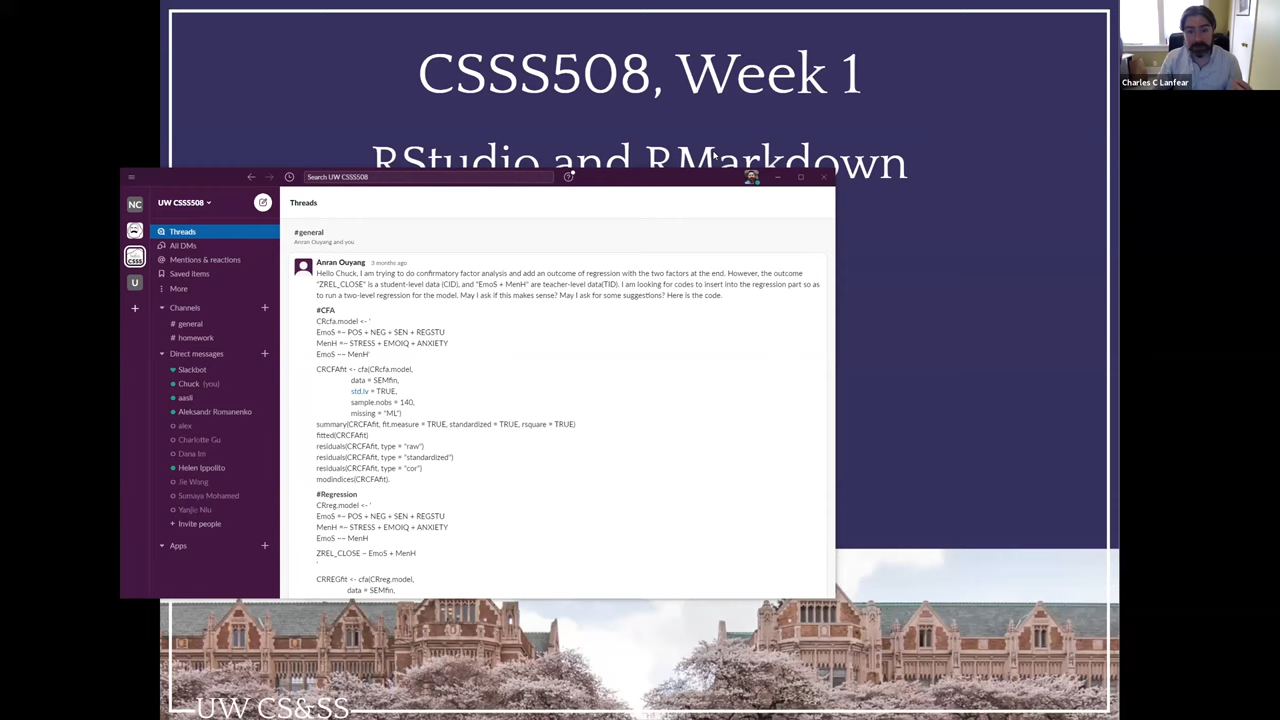 CSSS508, Week 1
RStudio and RMarkdown
Charles C Lanfear
Search UW CSSS508
NC
UW CSSS508
Threads
All DMs
Mentions & reactions
Saved items
U
More
Channels
# general
# homework
Direct messages
Slackbot
Chuck (you)
aasli
Aleksandr Romanenko
alex
Charlotte Gu
Dana Im
Helen Ippolito
Jie Wang
Sumaya Mohamed
Yanjie Niu
+ Invite people
Apps
Threads
#general
Anran Ouyang and you
Anran Ouyang 3 months ago
Hello Chuck, I am trying to do confirmatory factor analysis and add an outcome of regression with the two factors at the end. However, the outcome
"ZREL_CLOSE" is a student-level data (CID), and "EmoS + MenH" are teacher-level data(TID). I am looking for codes to insert into the regression part so as
to run a two-level regression for the model. May I ask if this makes sense? May I ask for some suggestions? Here is the code.
#CFA
CRcfa.model <- '
EmoS =~ POS + NEG + SEN + REGSTU
MenH =~ STRESS + EMOIQ + ANXIETY
EmoS ~~ MenH'
CRCFAfit <- cfa(CRcfa.model,
data = SEMfin,
std.lv = TRUE,
sample.nobs = 140,
missing = "ML")
summary(CRCFAfit, fit.measure = TRUE, standardized = TRUE, rsquare = TRUE)
fitted(CRCFAfit)
residuals(CRCFAfit, type = "raw")
residuals(CRCFAfit, type = "standardized")
residuals(CRCFAfit, type = "cor")
modindices(CRCFAfit).
#Regression
CRreg.model <- '
EmoS =~ POS + NEG + SEN + REGSTU
MenH =~ STRESS + EMOIQ + ANXIETY
EmoS ~~ MenH
ZREL_CLOSE ~ EmoS + MenH
'
CRREGfit <- cfa(CRreg.model,
data = SEMfin,
UW CS&SS